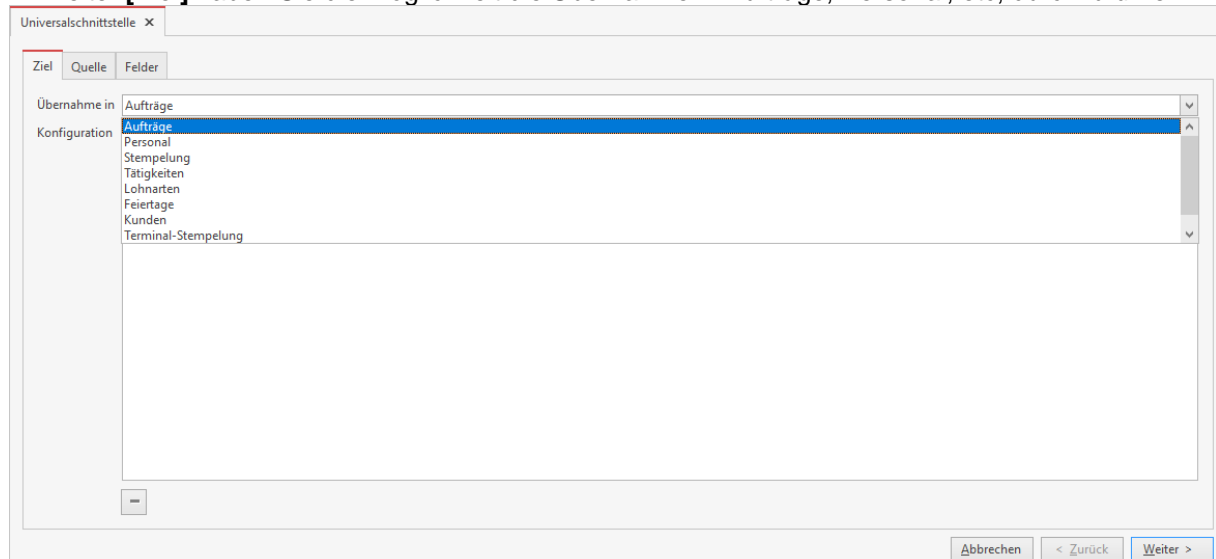 Universalschnittstelle ×
Ziel Quelle Felder
Übernahme in Aufträge
Konfiguration Aufträge
Personal
Stempelung
Tätigkeiten
Lohnarten
Feiertage
Kunden
Terminal-Stempelung
Abbrechen < Zurück Weiter >